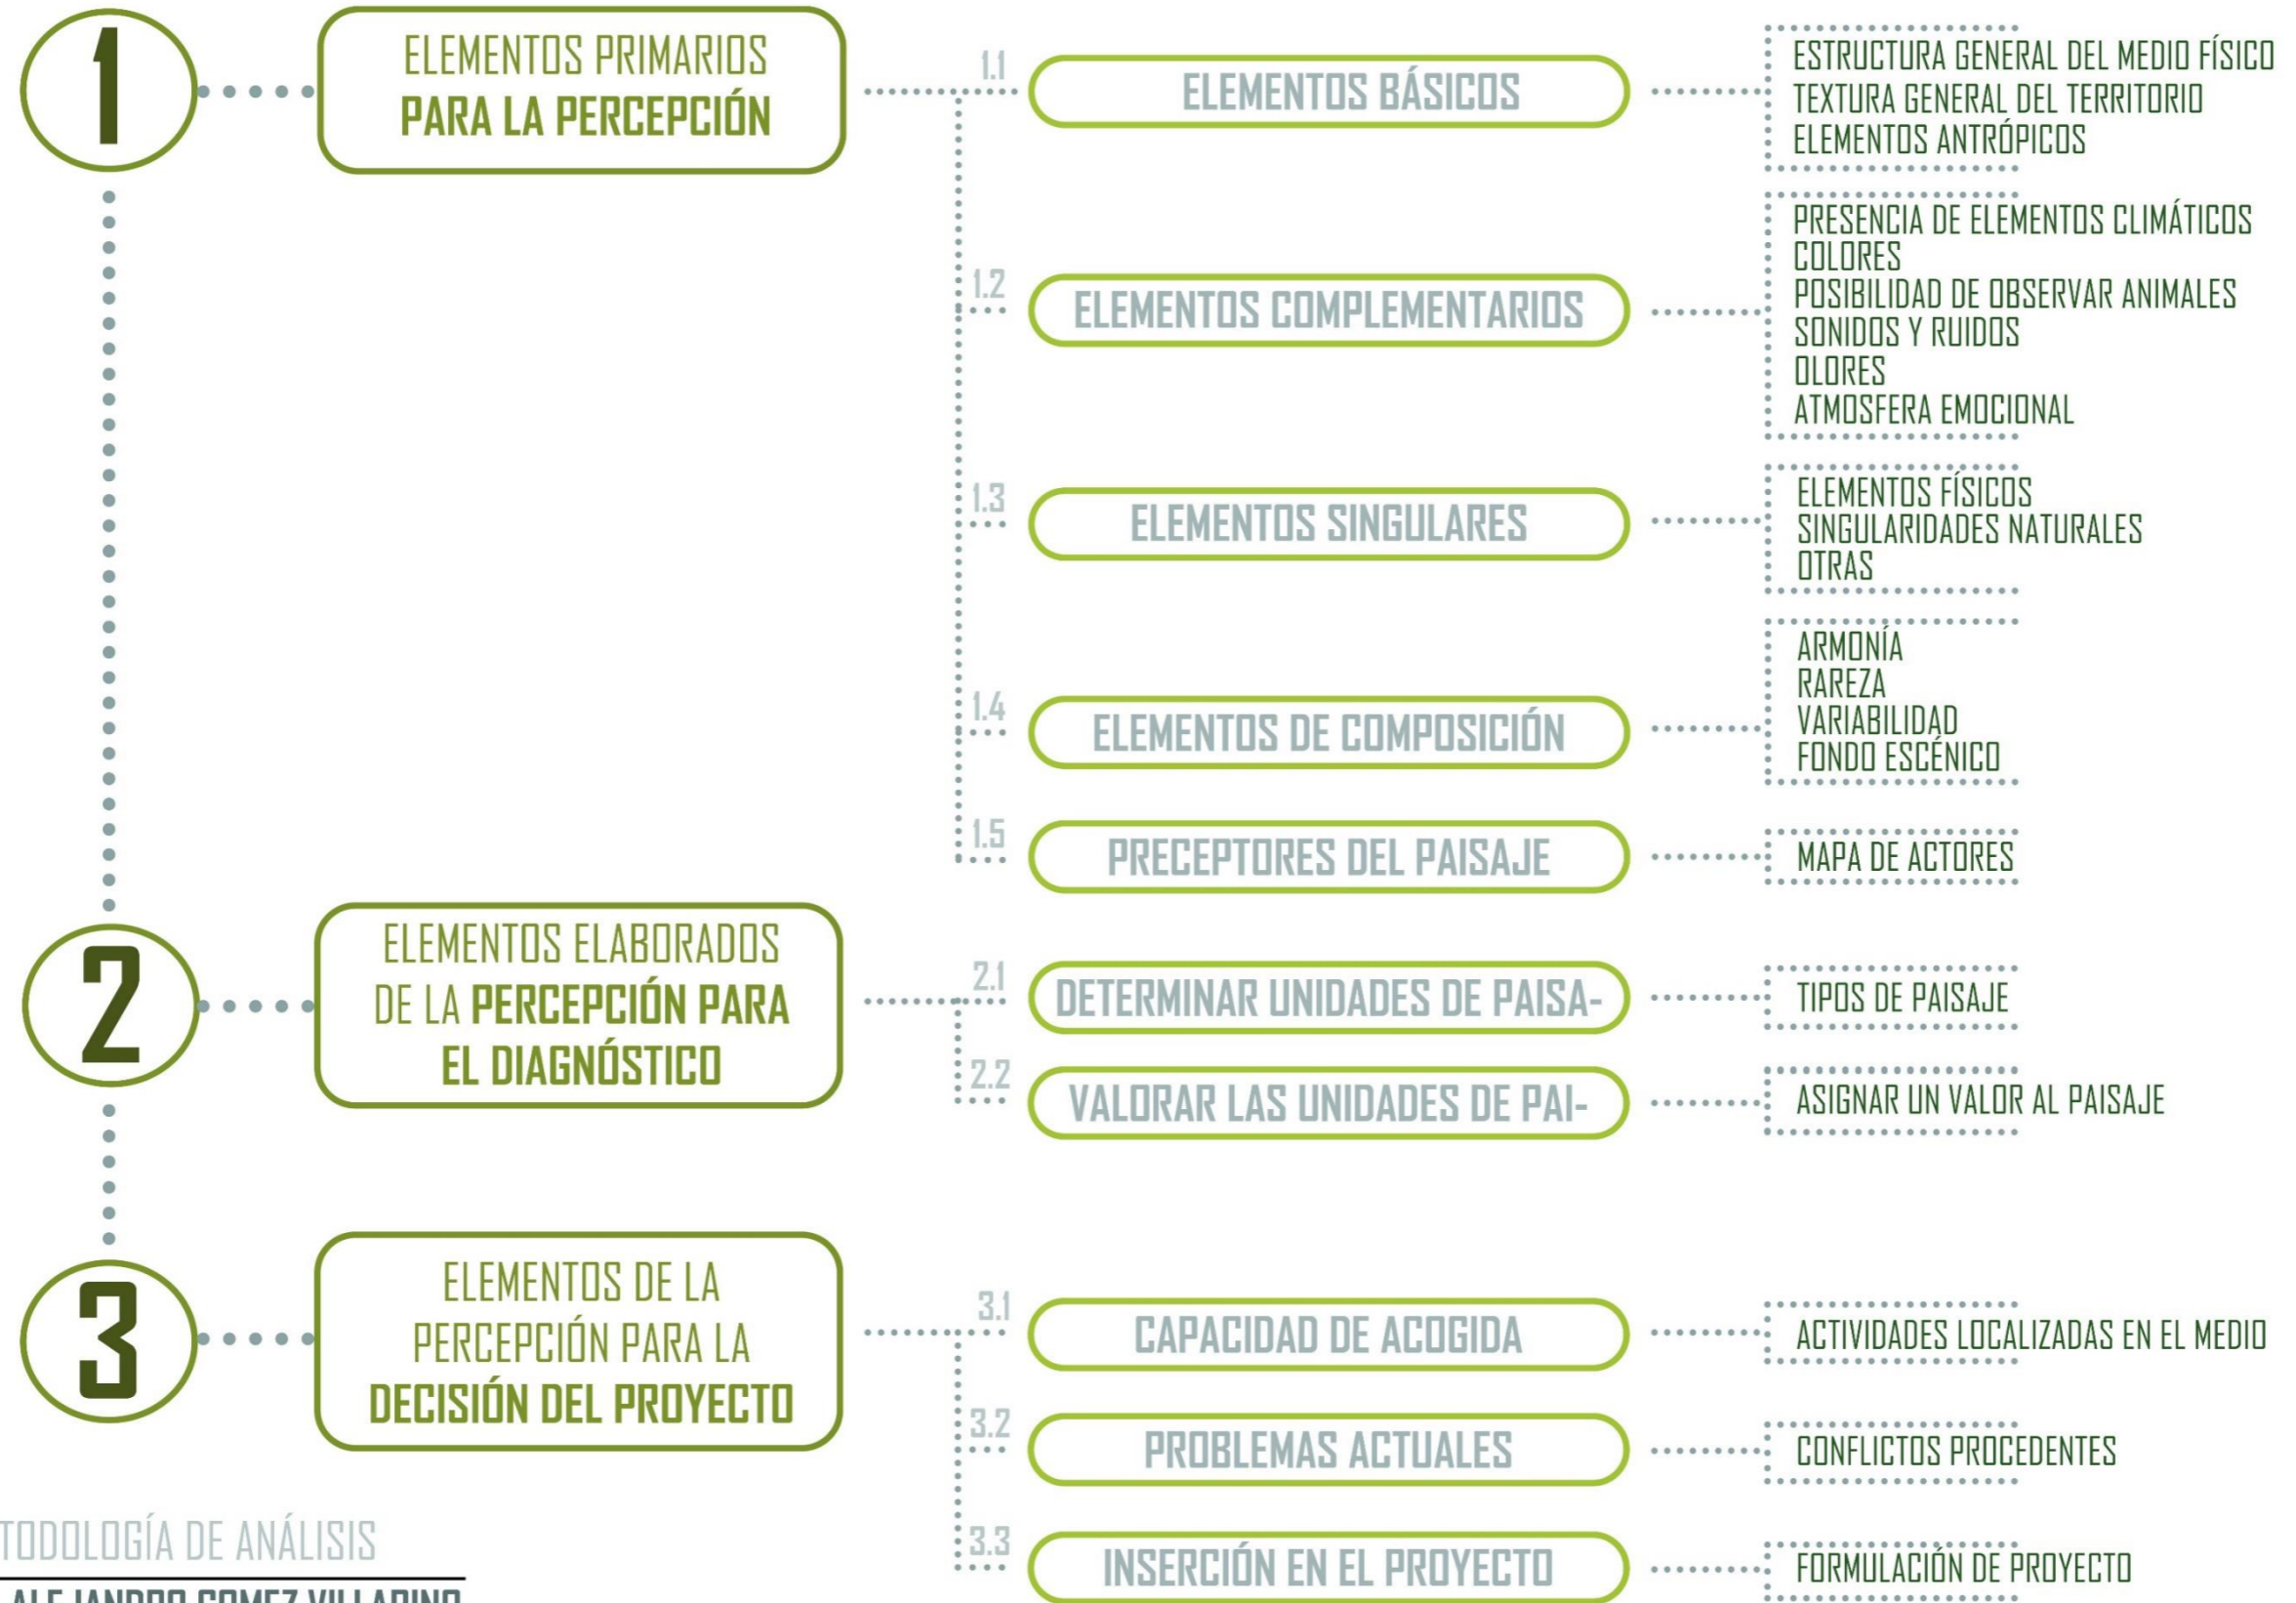 1
ELEMENTOS PRIMARIOS
PARA LA PERCEPCIÓN
1.1
ELEMENTOS BÁSICOS
ESTRUCTURA GENERAL DEL MEDIO FÍSICO
TEXTURA GENERAL DEL TERRITORIO
ELEMENTOS ANTRÓPICOS
1.2
ELEMENTOS COMPLEMENTARIOS
PRESENCIA DE ELEMENTOS CLIMÁTICOS
COLORES
POSIBILIDAD DE OBSERVAR ANIMALES
SONIDOS Y RUIDOS
OLORES
ATMOSFERA EMOCIONAL
1.3
ELEMENTOS SINGULARES
ELEMENTOS FÍSICOS
SINGULARIDADES NATURALES
OTRAS
1.4
ELEMENTOS DE COMPOSICIÓN
ARMONÍA
RAREZA
VARIABILIDAD
FONDO ESCÉNICO
1.5
PRECEPTORES DEL PAISAJE
MAPA DE ACTORES
2
ELEMENTOS ELABORADOS
DE LA PERCEPCIÓN PARA
EL DIAGNÓSTICO
2.1
DETERMINAR UNIDADES DE PAISA-
TIPOS DE PAISAJE
2.2
VALORAR LAS UNIDADES DE PAI-
ASIGNAR UN VALOR AL PAISAJE
3
ELEMENTOS DE LA
PERCEPCIÓN PARA LA
DECISIÓN DEL PROYECTO
3.1
CAPACIDAD DE ACOGIDA
ACTIVIDADES LOCALIZADAS EN EL MEDIO
3.2
PROBLEMAS ACTUALES
CONFLICTOS PROCEDENTES
3.3
INSERCIÓN EN EL PROYECTO
FORMULACIÓN DE PROYECTO
TODOLOGÍA DE ANÁLISIS
ALEJANDRO GOMEZ VILLARINO